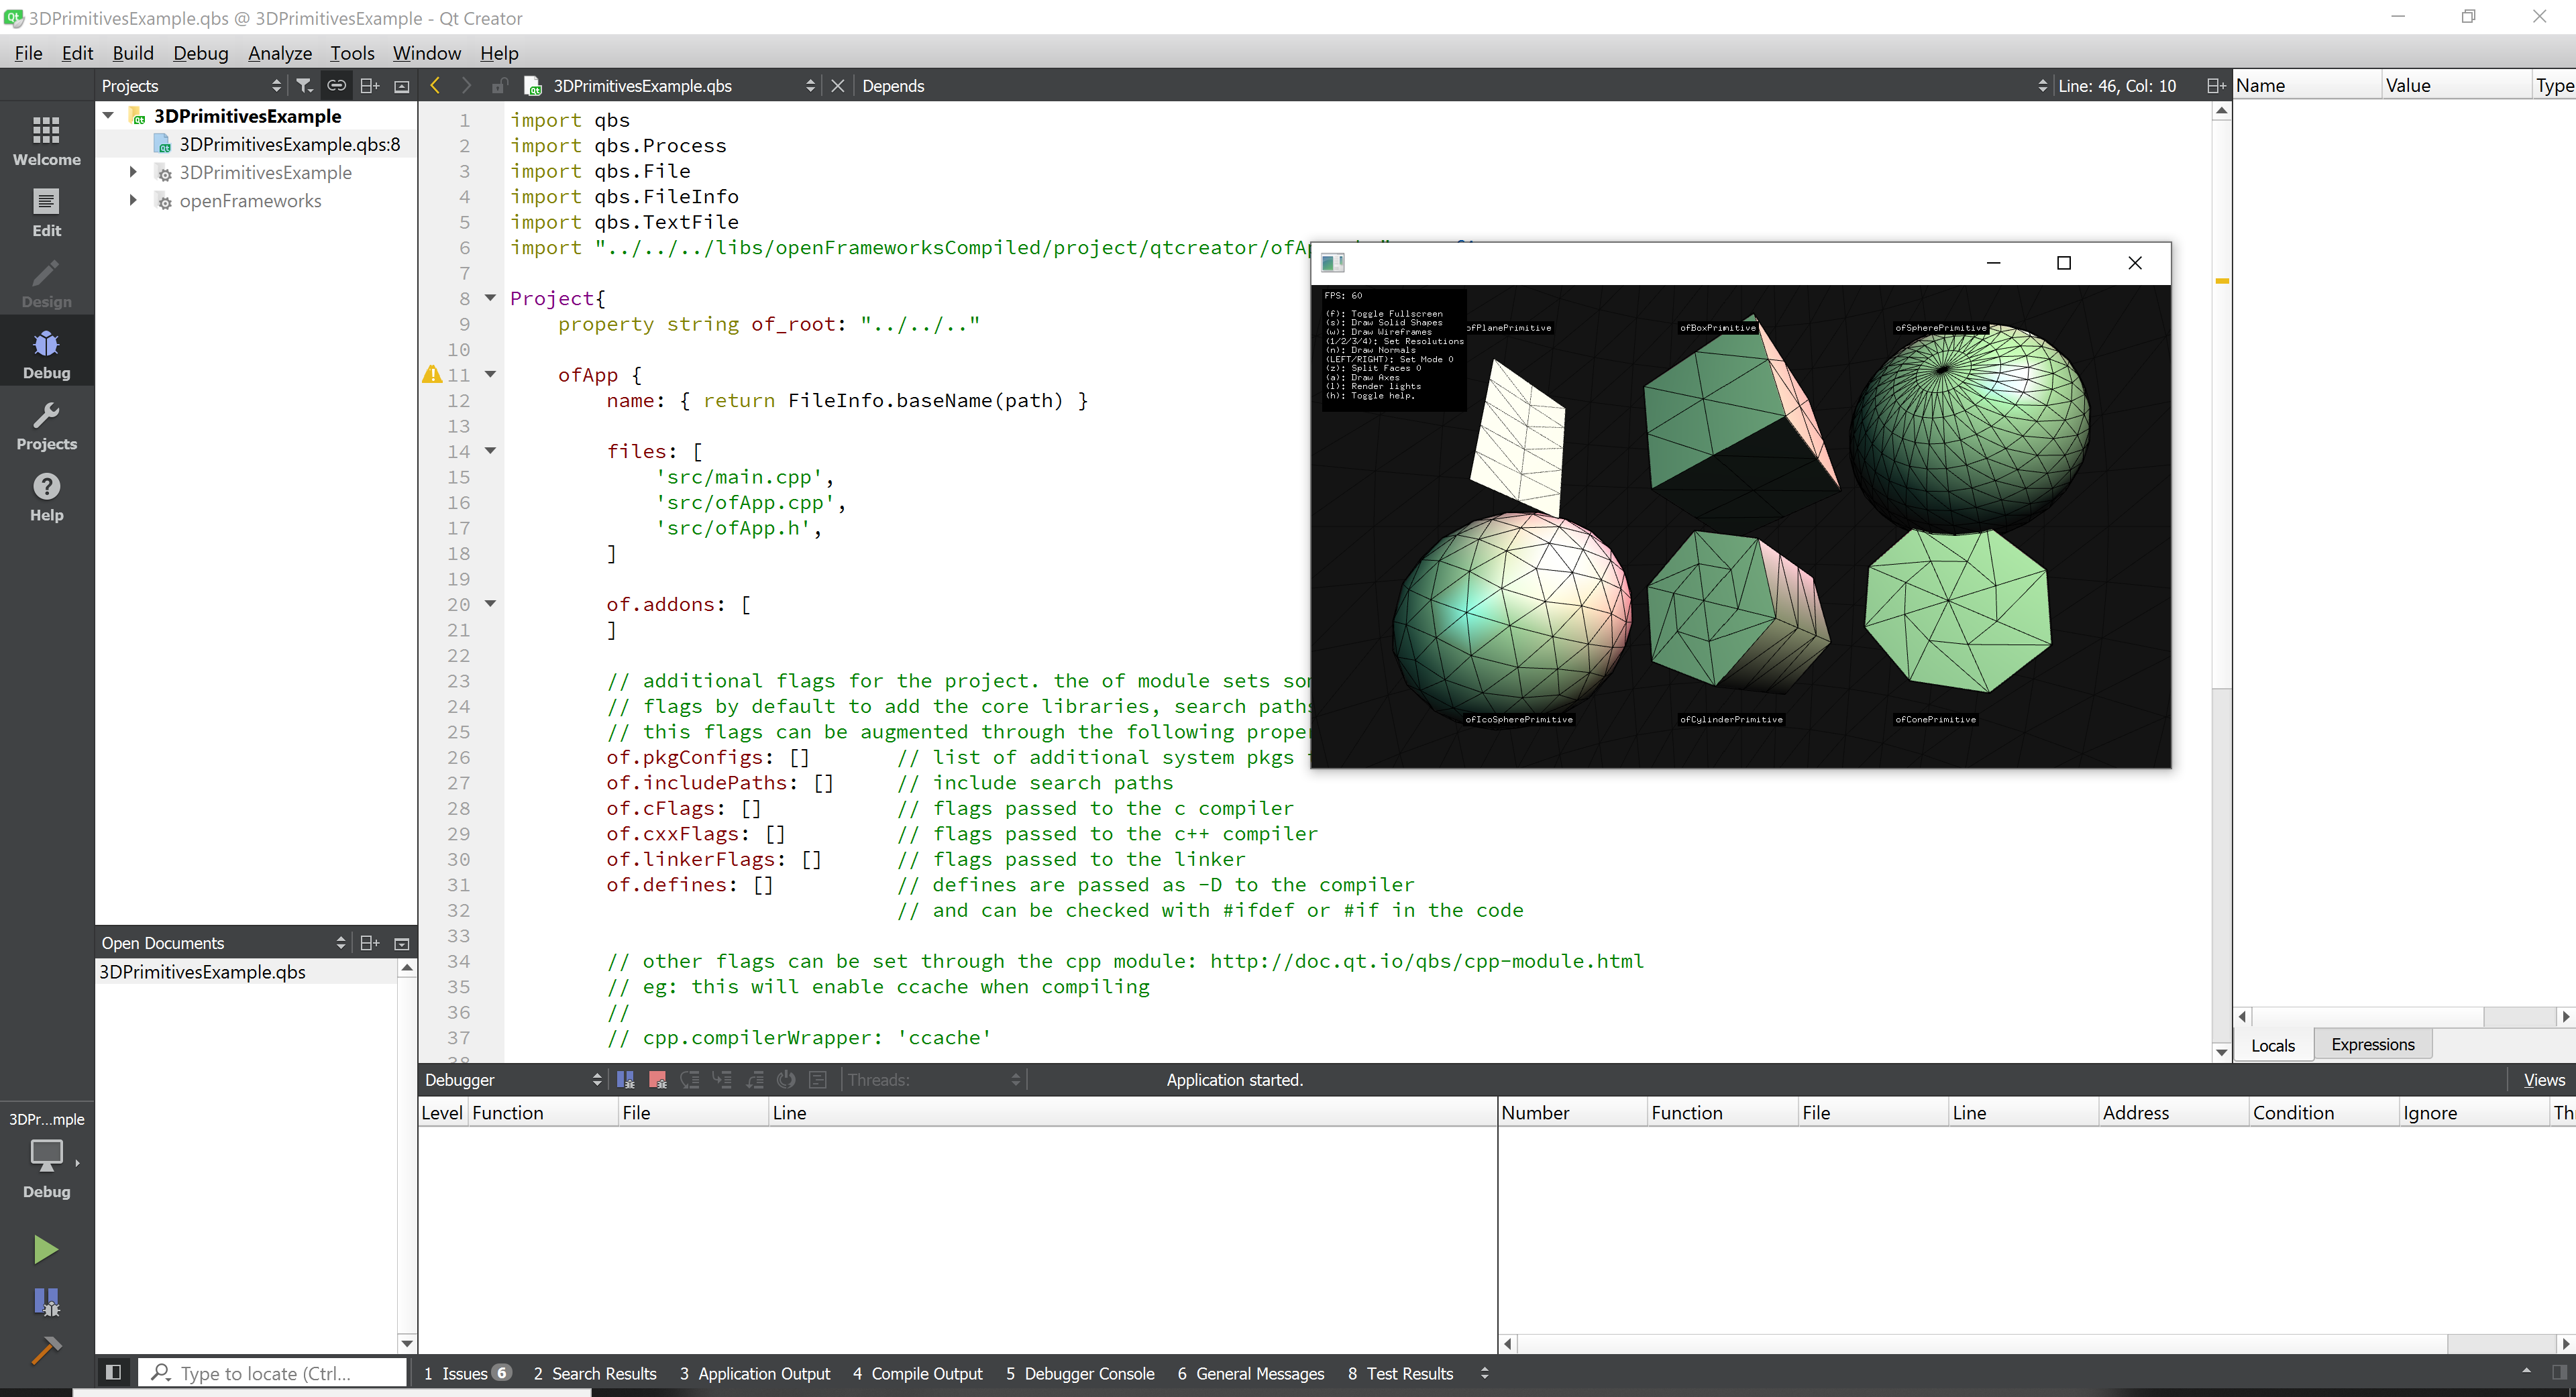 3DPrimitivesExample.qbs @ 3DPrimitivesExample - Qt Creator
File Edit Build Debug Analyze Tools Window Help
Projects
3DPrimitivesExample.qbs
Depends
Line: 46, Col: 10
Name Value Type
Welcome
Edit
Design
Debug
Projects
Help
3DPrimitivesExample
3DPrimitivesExample.qbs:8
3DPrimitivesExample
openFrameworks
1 import qbs
2 import qbs.Process
3 import qbs.File
4 import qbs.FileInfo
5 import qbs.TextFile
6 import "../../../libs/openFrameworksCompiled/project/qtcreator/ofAp
7
8 Project{
9 property string of_root: "../../.."
10
11 ofApp {
12 name: { return FileInfo.baseName(path) }
13
14 files: [
15 'src/main.cpp',
16 'src/ofApp.cpp',
17 'src/ofApp.h',
18 ]
19
20 of.addons: [
21 ]
22
23 // additional flags for the project. the of module sets so
24 // flags by default to add the core libraries, search path
25 // this flags can be augmented through the following prope
26 of.pkgConfigs: [] // list of additional system pkgs
27 of.includePaths: [] // include search paths
28 of.cFlags: [] // flags passed to the c compiler
29 of.cxxFlags: [] // flags passed to the c++ compiler
30 of.linkerFlags: [] // flags passed to the linker
31 of.defines: [] // defines are passed as -D to the compiler
32 // and can be checked with #ifdef or #if in the code
33
34 // other flags can be set through the cpp module: http://doc.qt.io/qbs/cpp-module.html
35 // eg: this will enable ccache when compiling
36 //
37 // cpp.compilerWrapper: 'ccache'
38
FPS: 60
(f): Toggle Fullscreen
(s): Draw Solid Shapes
(w): Draw WireFrames
(1/2/3/4): Set Resolutions
(n): Draw Normals
(LEFT/RIGHT): Set Mode 0
(z): Split Faces 0
(a): Draw Axes
(l): Render lights
(h): Toggle help.
ofPlanePrimitive
ofBoxPrimitive
ofSpherePrimitive
ofIcoSpherePrimitive
ofCylinderPrimitive
ofConePrimitive
Open Documents
3DPrimitivesExample.qbs
Locals Expressions
Debugger
Threads:
Application started.
Views
Level Function File Line
Number Function File Line Address Condition Ignore Th
3DPr...mple
Debug
Type to locate (Ctrl...
1 Issues 6
2 Search Results
3 Application Output
4 Compile Output
5 Debugger Console
6 General Messages
8 Test Results